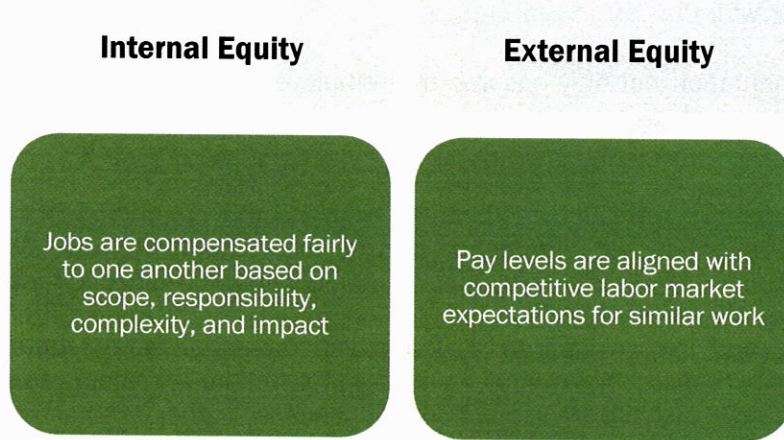 Internal Equity
External Equity
Jobs are compensated fairly
to one another based on
scope, responsibility,
complexity, and impact
Pay levels are aligned with
competitive labor market
expectations for similar work